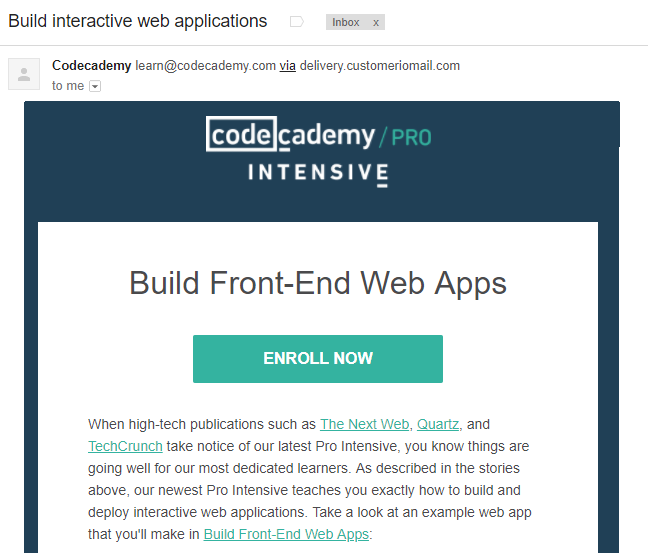 Build interactive web applications
Inbox x
Codecademy learn@codecademy.com via delivery.customeriomail.com
to me
codecademy/PRO
INTENSIVE
Build Front-End Web Apps
ENROLL NOW
When high-tech publications such as The Next Web, Quartz, and
TechCrunch take notice of our latest Pro Intensive, you know things are
going well for our most dedicated learners. As described in the stories
above, our newest Pro Intensive teaches you exactly how to build and
deploy interactive web applications. Take a look at an example web app
that you'll make in Build Front-End Web Apps: